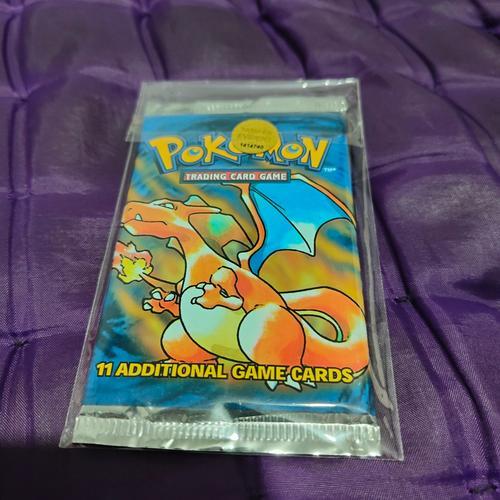 POKéMON
TM
TRADING CARD GAME
11 ADDITIONAL GAME CARDS